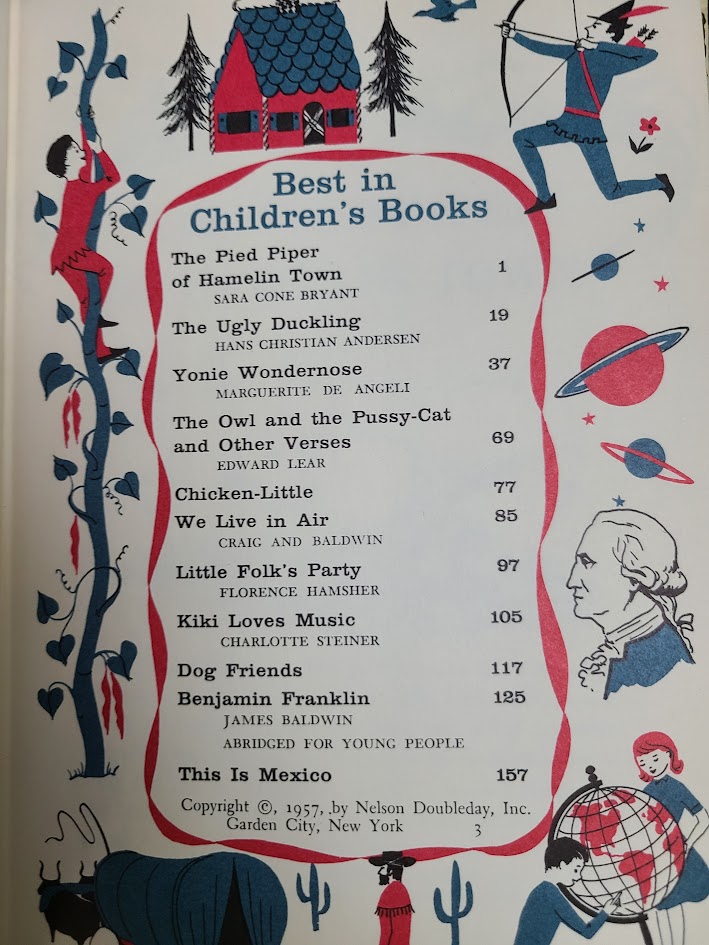 Best in
Children's Books
The Pied Piper
of Hamelin Town 1
SARA CONE BRYANT
The Ugly Duckling 19
HANS CHRISTIAN ANDERSEN
Yonie Wondernose 37
MARGUERITE DE ANGELI
The Owl and the Pussy-Cat
and Other Verses 69
EDWARD LEAR
Chicken-Little 77
We Live in Air 85
CRAIG AND BALDWIN
Little Folk's Party 97
FLORENCE HAMSHER
Kiki Loves Music 105
CHARLOTTE STEINER
Dog Friends 117
Benjamin Franklin 125
JAMES BALDWIN
ABRIDGED FOR YOUNG PEOPLE
This Is Mexico 157
Copyright ©, 1957, by Nelson Doubleday, Inc.
Garden City, New York 3